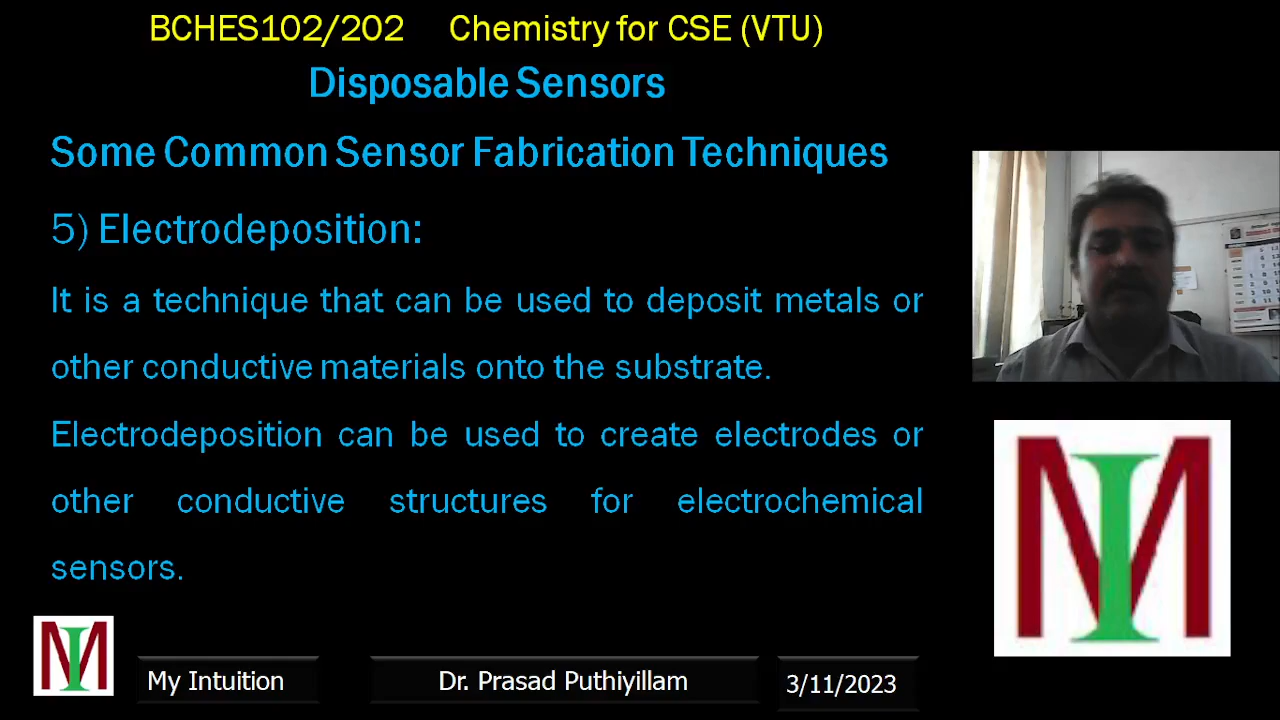 BCHES102/202 Chemistry for CSE (VTU)
Disposable Sensors
Some Common Sensor Fabrication Techniques
5) Electrodeposition:
It is a technique that can be used to deposit metals or
other conductive materials onto the substrate.
Electrodeposition can be used to create electrodes or
other conductive structures for electrochemical
sensors.
MI
MI
My Intuition
Dr. Prasad Puthiyillam
3/11/2023